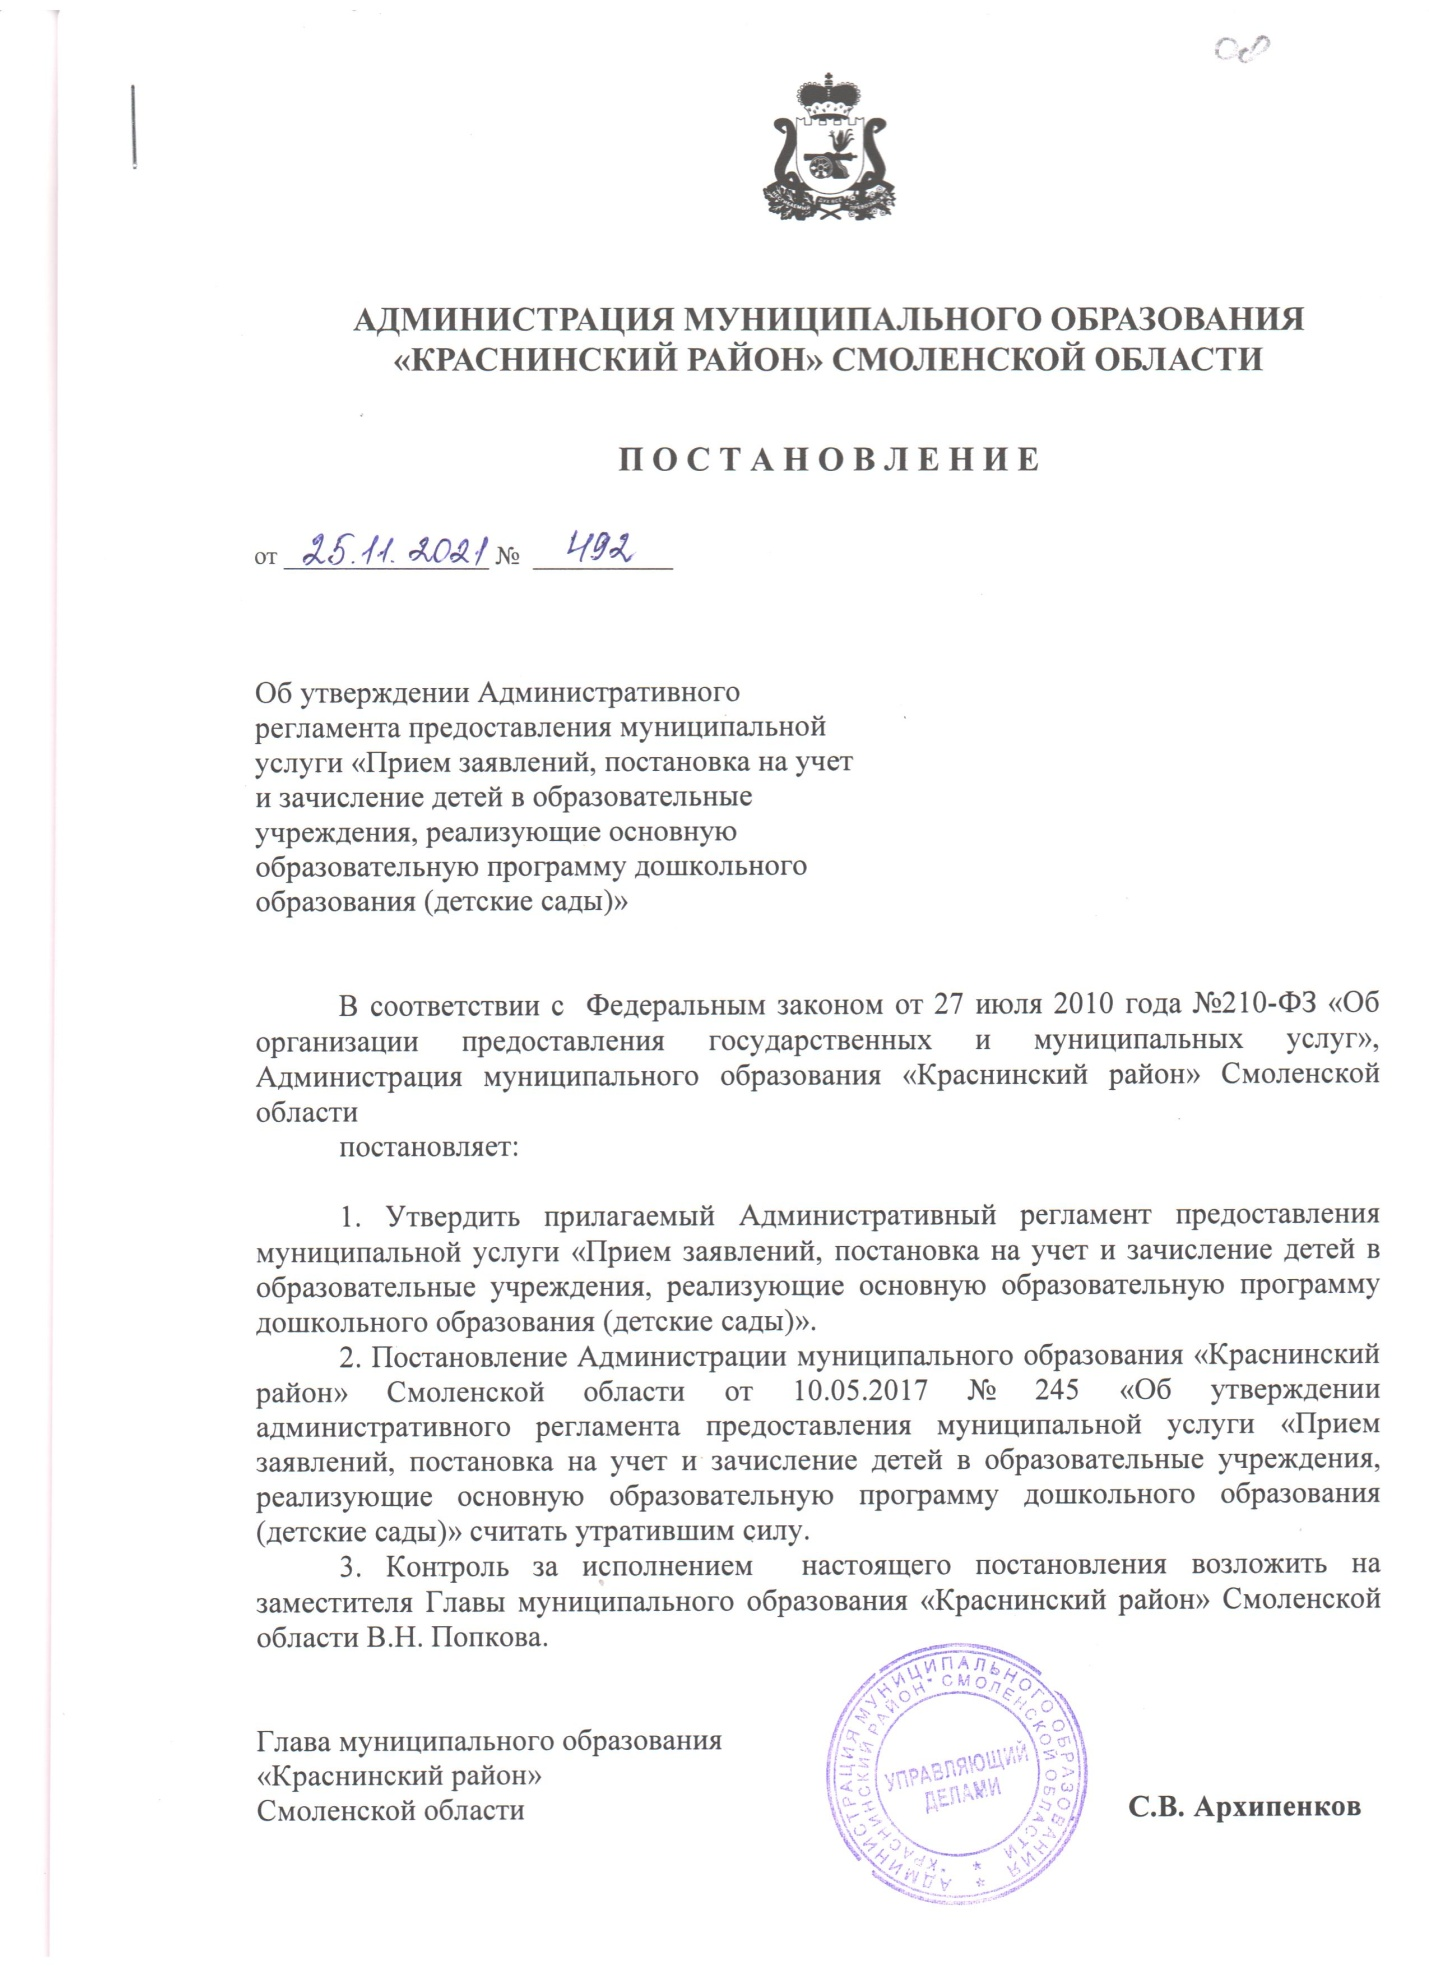 АДМИНИСТРАЦИЯ МУНИЦИПАЛЬНОГО ОБРАЗОВАНИЯ
«КРАСНИНСКИЙ РАЙОН» СМОЛЕНСКОЙ ОБЛАСТИ
П О С Т А Н О В Л Е Н И Е
от 25.11.2021 № 492
Об утверждении Административного
регламента предоставления муниципальной
услуги «Прием заявлений, постановка на учет
и зачисление детей в образовательные
учреждения, реализующие основную
образовательную программу дошкольного
образования (детские сады)»
В соответствии с Федеральным законом от 27 июля 2010 года №210-ФЗ «Об
организации предоставления государственных и муниципальных услуг»,
Администрация муниципального образования «Краснинский район» Смоленской
области
постановляет:
1. Утвердить прилагаемый Административный регламент предоставления
муниципальной услуги «Прием заявлений, постановка на учет и зачисление детей в
образовательные учреждения, реализующие основную образовательную программу
дошкольного образования (детские сады)».
2. Постановление Администрации муниципального образования «Краснинский
район» Смоленской области от 10.05.2017 № 245 «Об утверждении
административного регламента предоставления муниципальной услуги «Прием
заявлений, постановка на учет и зачисление детей в образовательные учреждения,
реализующие основную образовательную программу дошкольного образования
(детские сады)» считать утратившим силу.
3. Контроль за исполнением настоящего постановления возложить на
заместителя Главы муниципального образования «Краснинский район» Смоленской
области В.Н. Попкова.
Глава муниципального образования
«Краснинский район»
Смоленской области
С.В. Архипенков
АДМИНИСТРАЦИЯ МУНИЦИПАЛЬНОГО ОБРАЗОВАНИЯ
"КРАСНИНСКИЙ РАЙОН" СМОЛЕНСКОЙ ОБЛАСТИ
УПРАВЛЯЮЩИЙ
ДЕЛАМИ